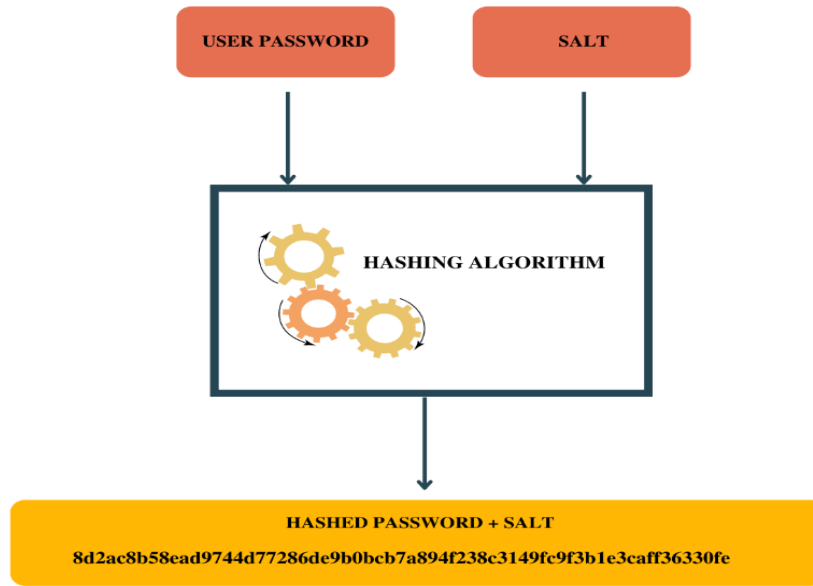 USER PASSWORD
SALT
HASHING ALGORITHM
HASHED PASSWORD + SALT
8d2ac8b58ead9744d77286de9b0bcb7a894f238c3149fc9f3b1e3caff36330fe